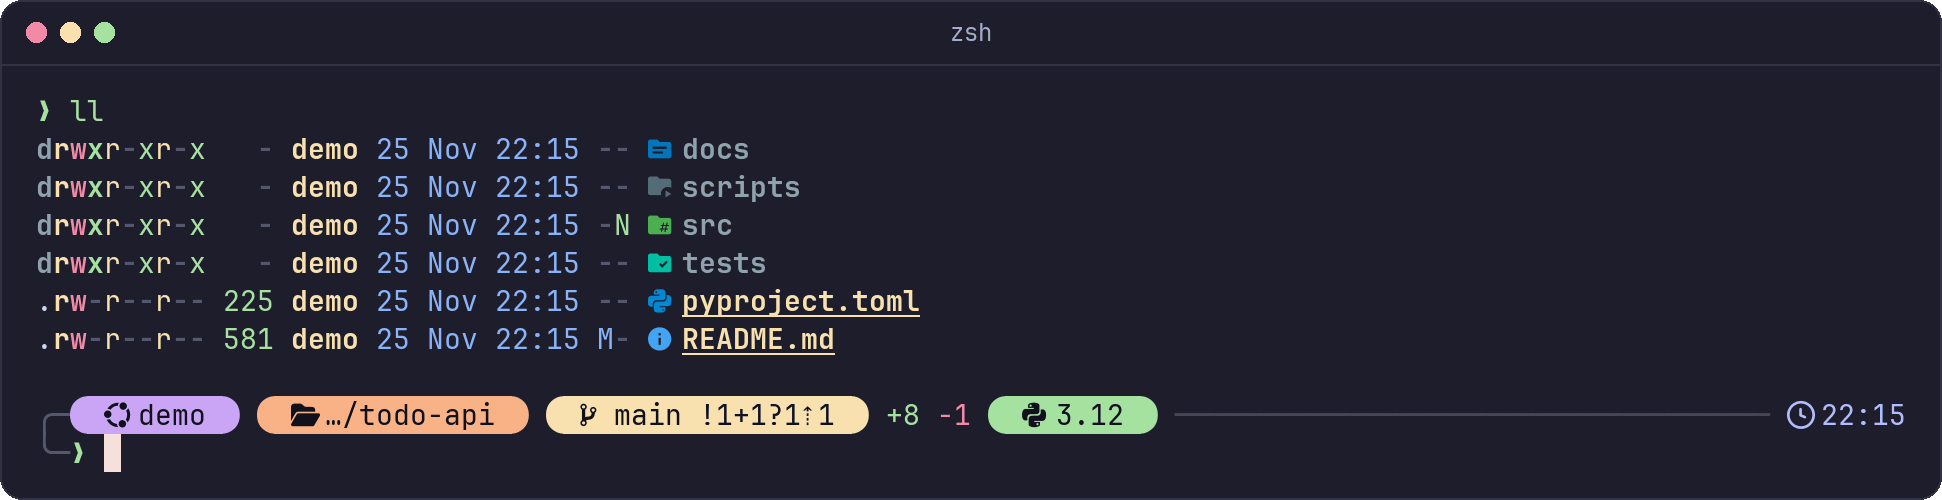 zsh
❱ ll
drwxr-xr-x - demo 25 Nov 22:15 -- docs
drwxr-xr-x - demo 25 Nov 22:15 -- scripts
drwxr-xr-x - demo 25 Nov 22:15 -N src
drwxr-xr-x - demo 25 Nov 22:15 -- tests
.rw-r--r-- 225 demo 25 Nov 22:15 -- pyproject.toml
.rw-r--r-- 581 demo 25 Nov 22:15 M- README.md
demo …/todo-api main !1+1?1⇡1 +8 -1 3.12 22:15
❱